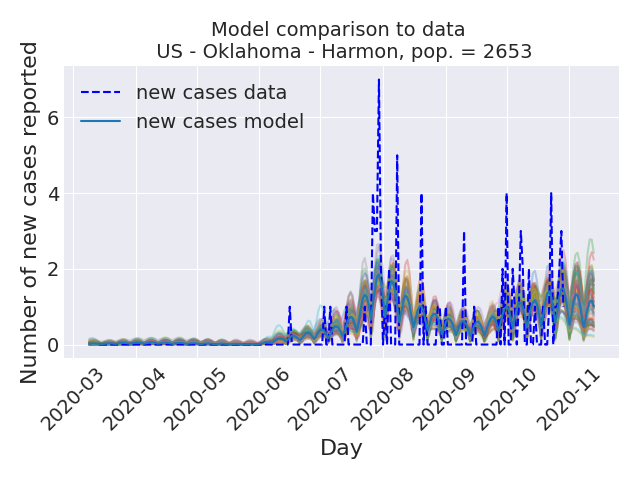 Model comparison to data
US - Oklahoma - Harmon, pop. = 2653
Number of new cases reported
6
4
2
0
new cases data
new cases model
2020-03
2020-04
2020-05
2020-06
2020-07
2020-08
2020-09
2020-10
2020-11
Day